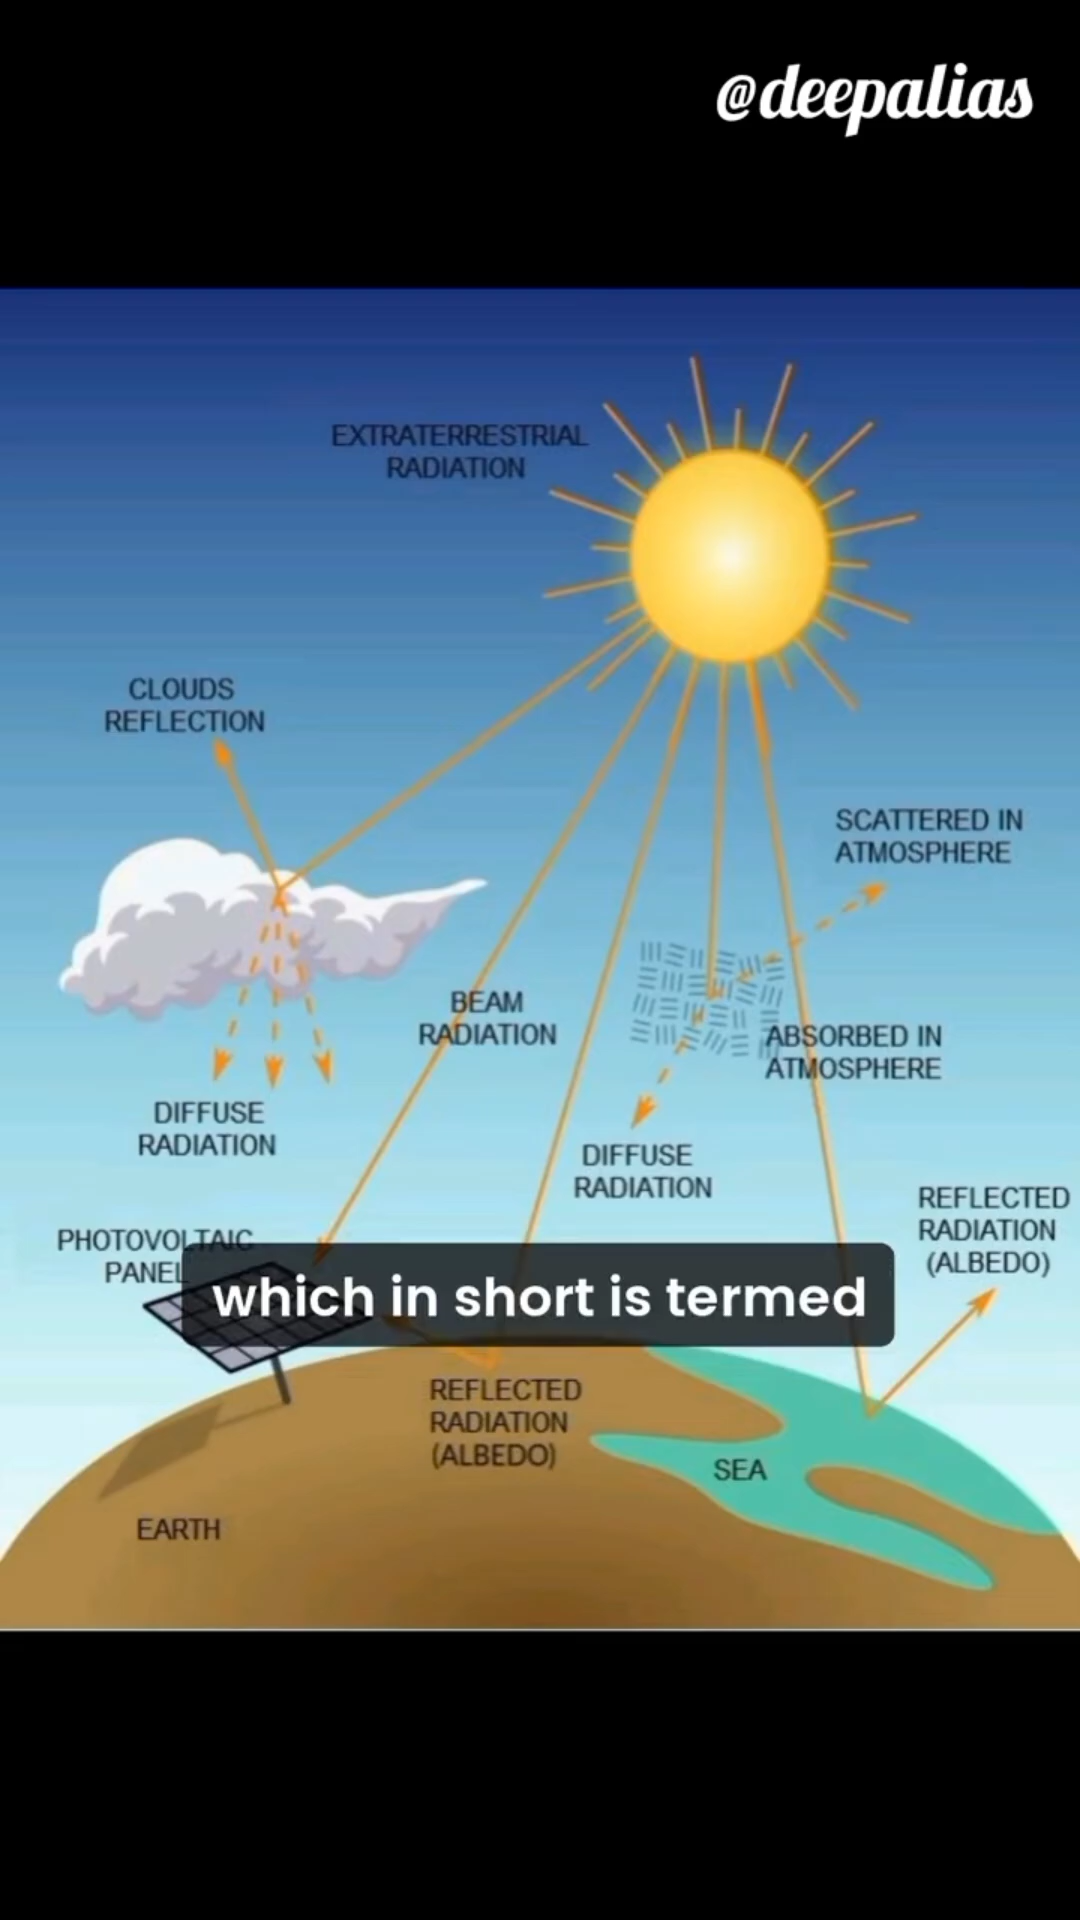 @deepalias
EXTRATERRESTRIAL
RADIATION
CLOUDS
REFLECTION
SCATTERED IN
ATMOSPHERE
BEAM
RADIATION
ABSORBED IN
ATMOSPHERE
DIFFUSE
RADIATION
DIFFUSE
RADIATION
REFLECTED
RADIATION
(ALBEDO)
PHOTOVOLTAIC
PANEL
which in short is termed
REFLECTED
RADIATION
(ALBEDO)
SEA
EARTH